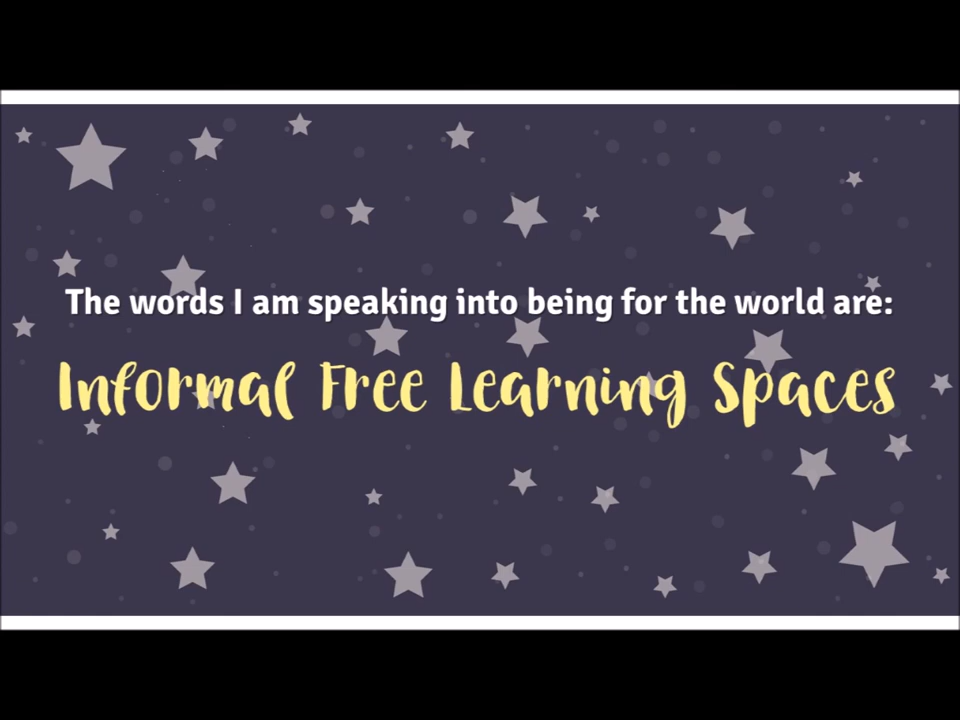 The words I am speaking into being for the world are:
Informal Free Learning Spaces